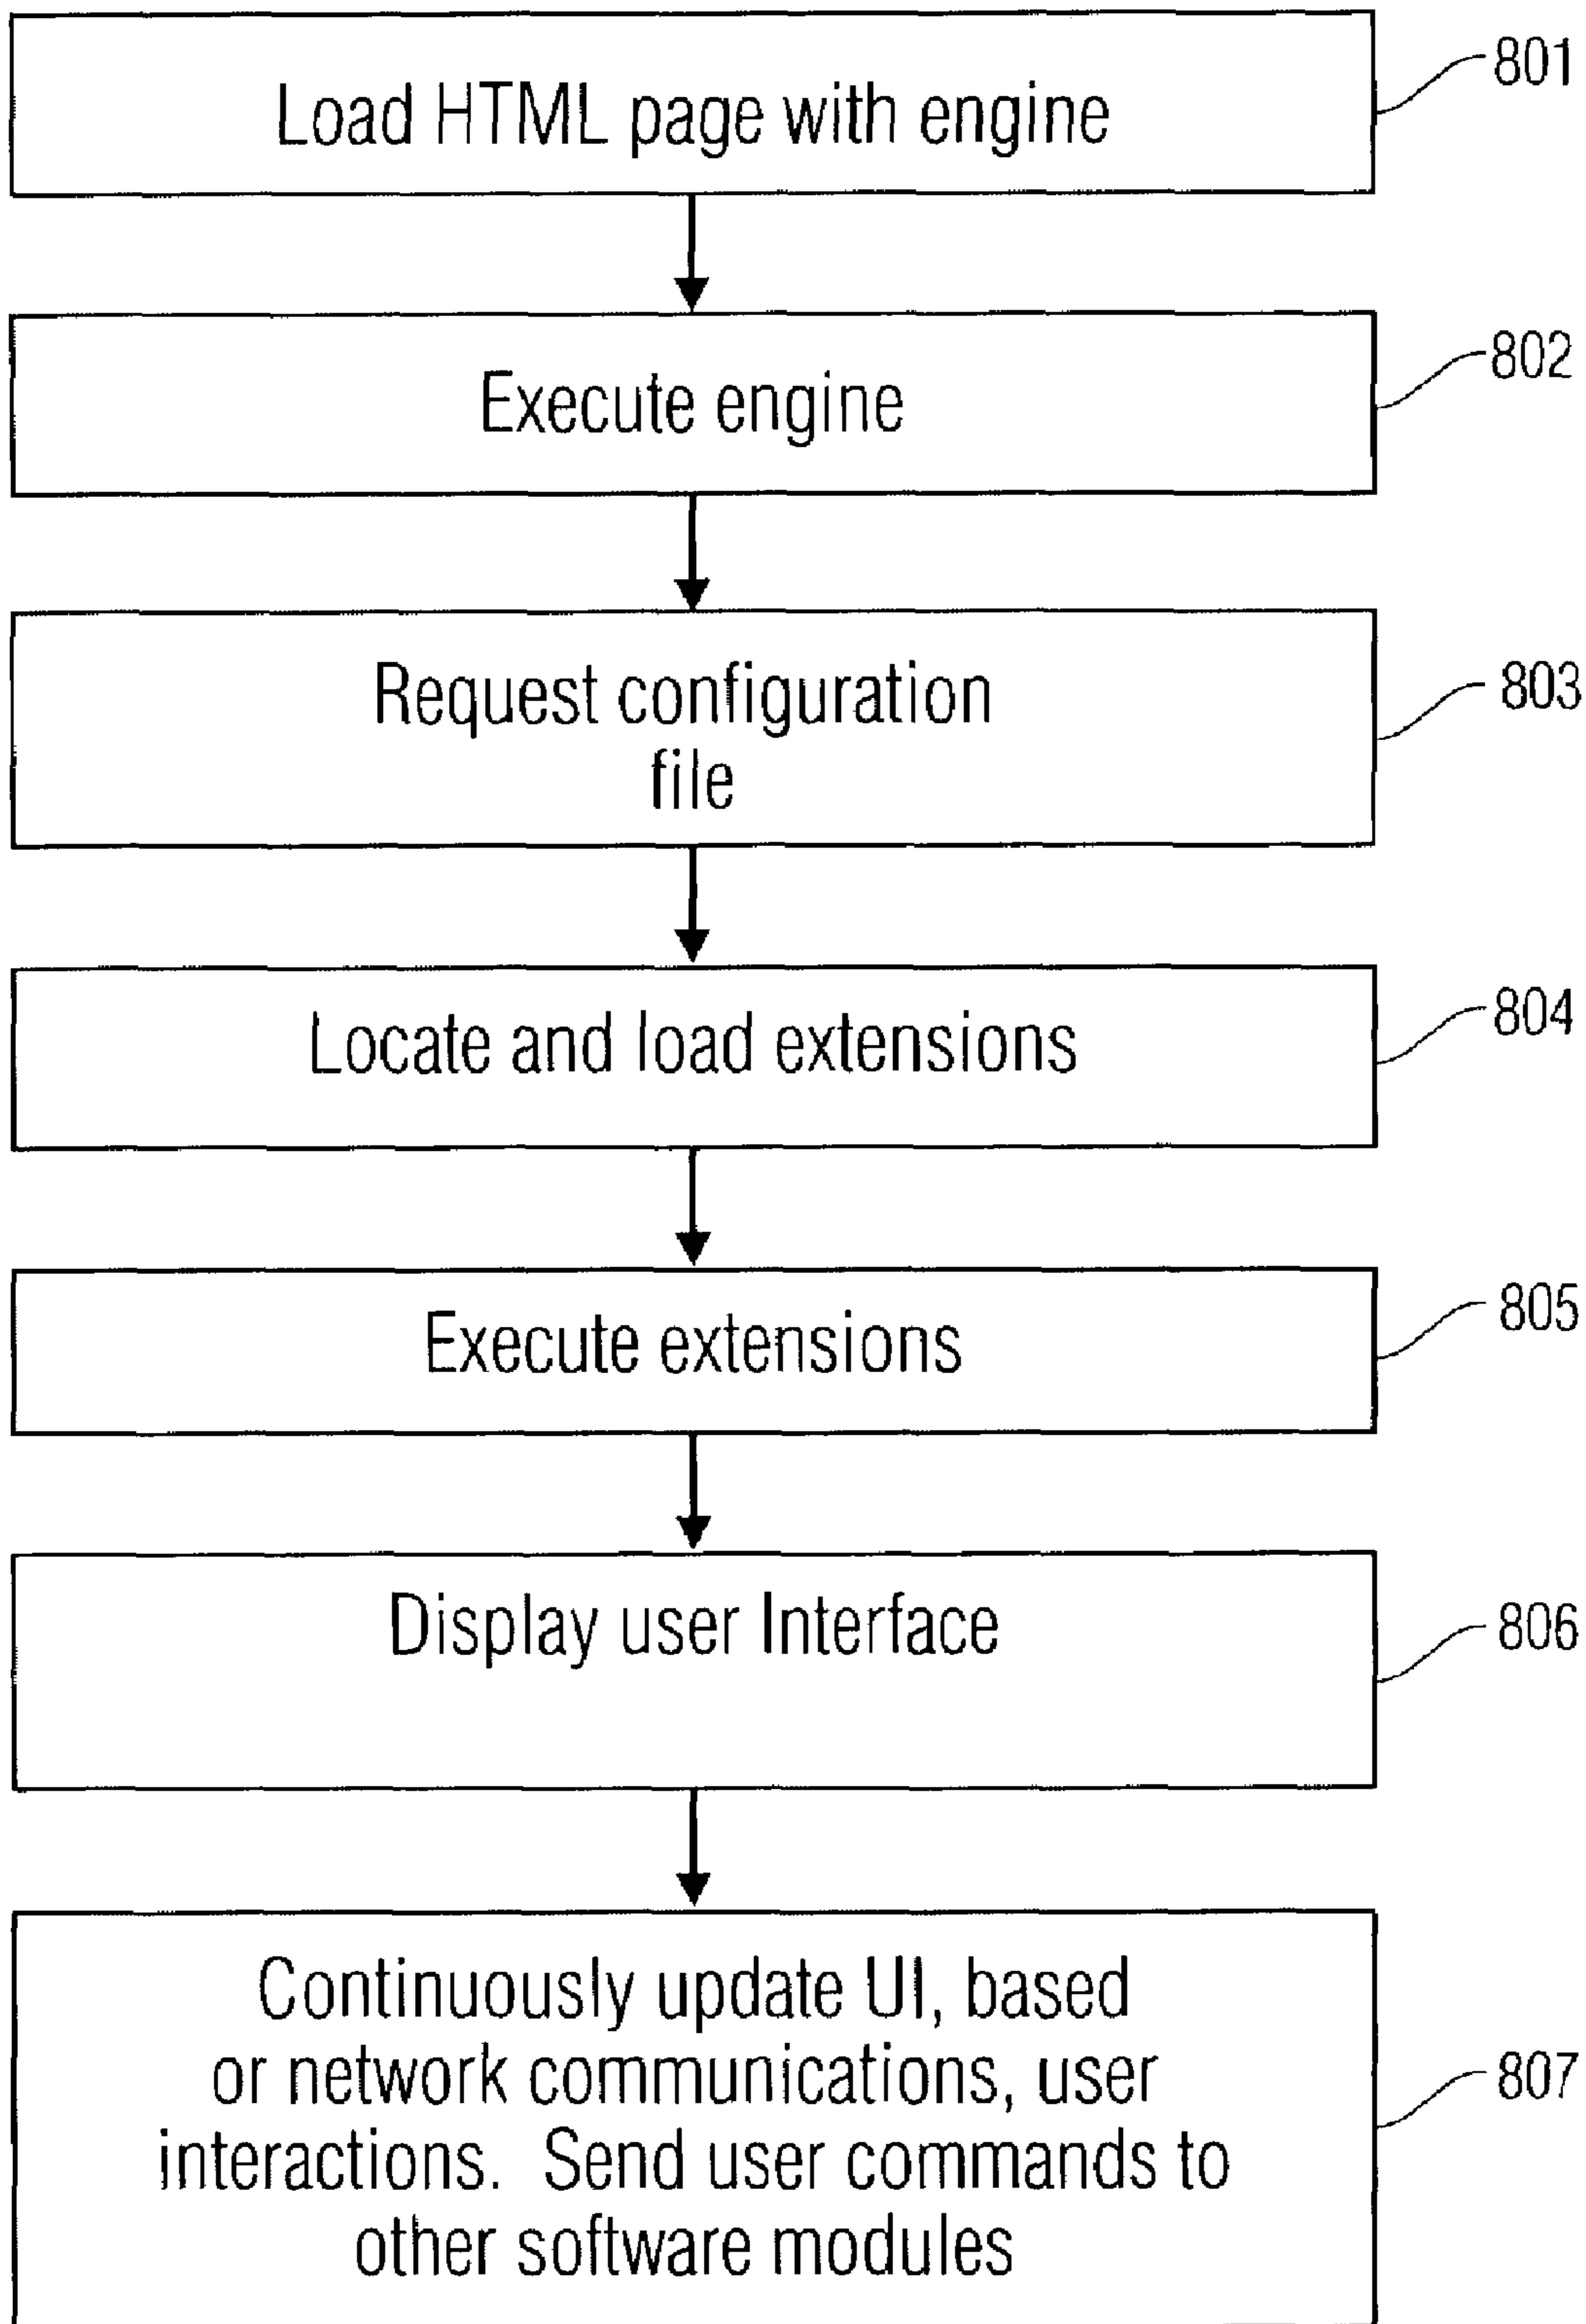 Load HTML page with engine
801
Execute engine
802
Request configuration
file
803
Locate and load extensions
804
Execute extensions
805
Display user Interface
806
Continuously update UI, based
or network communications, user
interactions. Send user commands to
other software modules
807